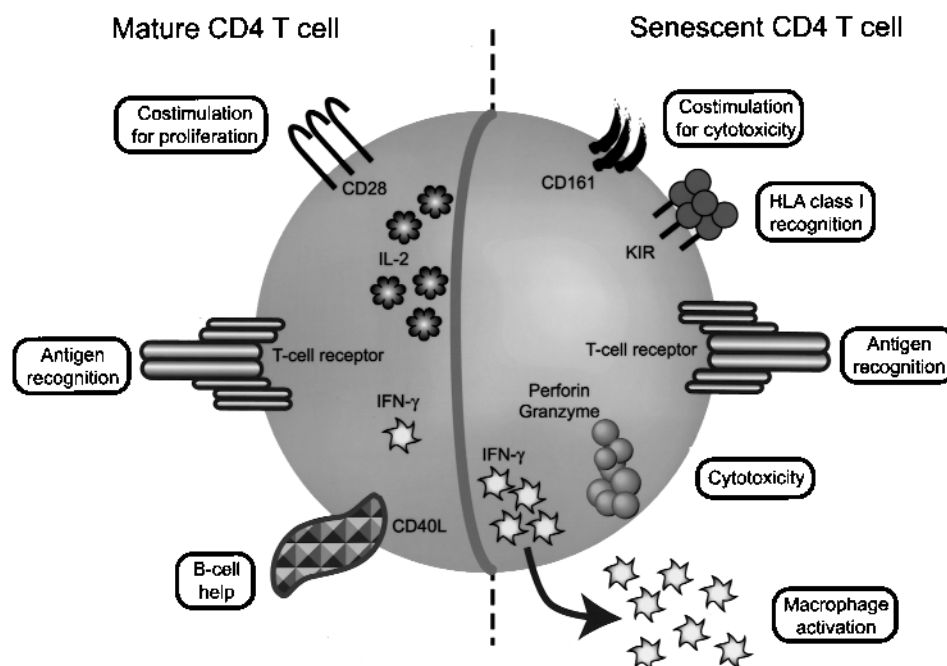 Mature CD4 T cell
Senescent CD4 T cell
Costimulation
for proliferation
CD28
IL-2
Antigen
recognition
T-cell receptor
IFN-γ
CD40L
B-cell
help
Costimulation
for cytotoxicity
CD161
HLA class I
recognition
KIR
T-cell receptor
Antigen
recognition
Perforin
Granzyme
IFN-γ
Cytotoxicity
Macrophage
activation